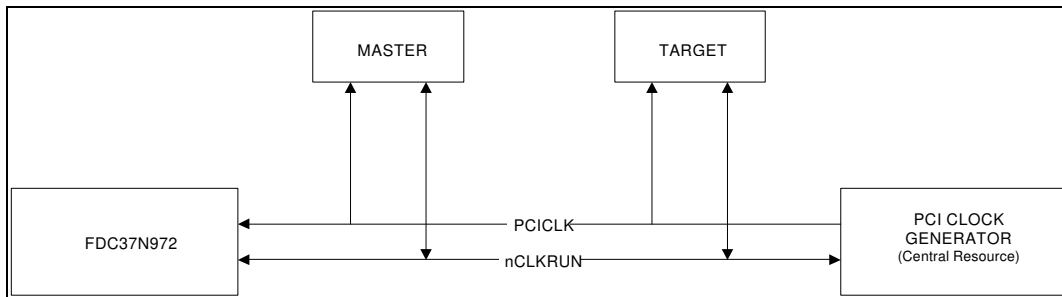 MASTER
TARGET
FDC37N972
PCICLK
nCLKRUN
PCI CLOCK
GENERATOR
(Central Resource)